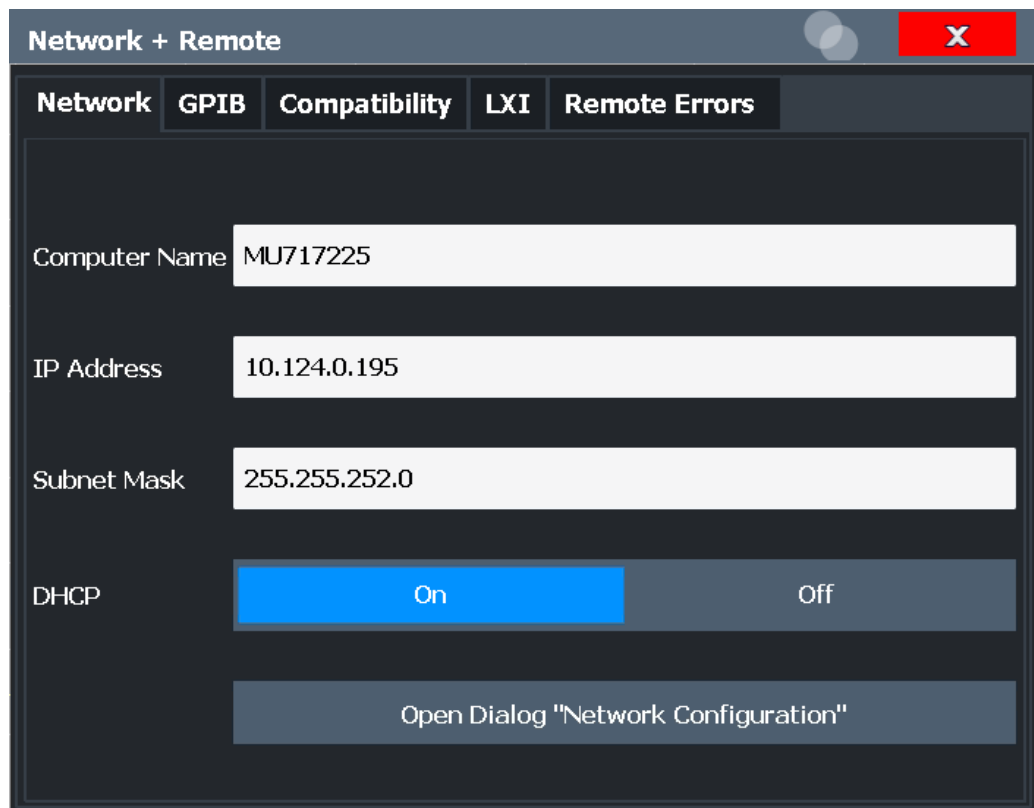 Network + Remote X
Network GPIB Compatibility LXI Remote Errors
Computer Name MU717225
IP Address 10.124.0.195
Subnet Mask 255.255.252.0
DHCP On Off
Open Dialog "Network Configuration"